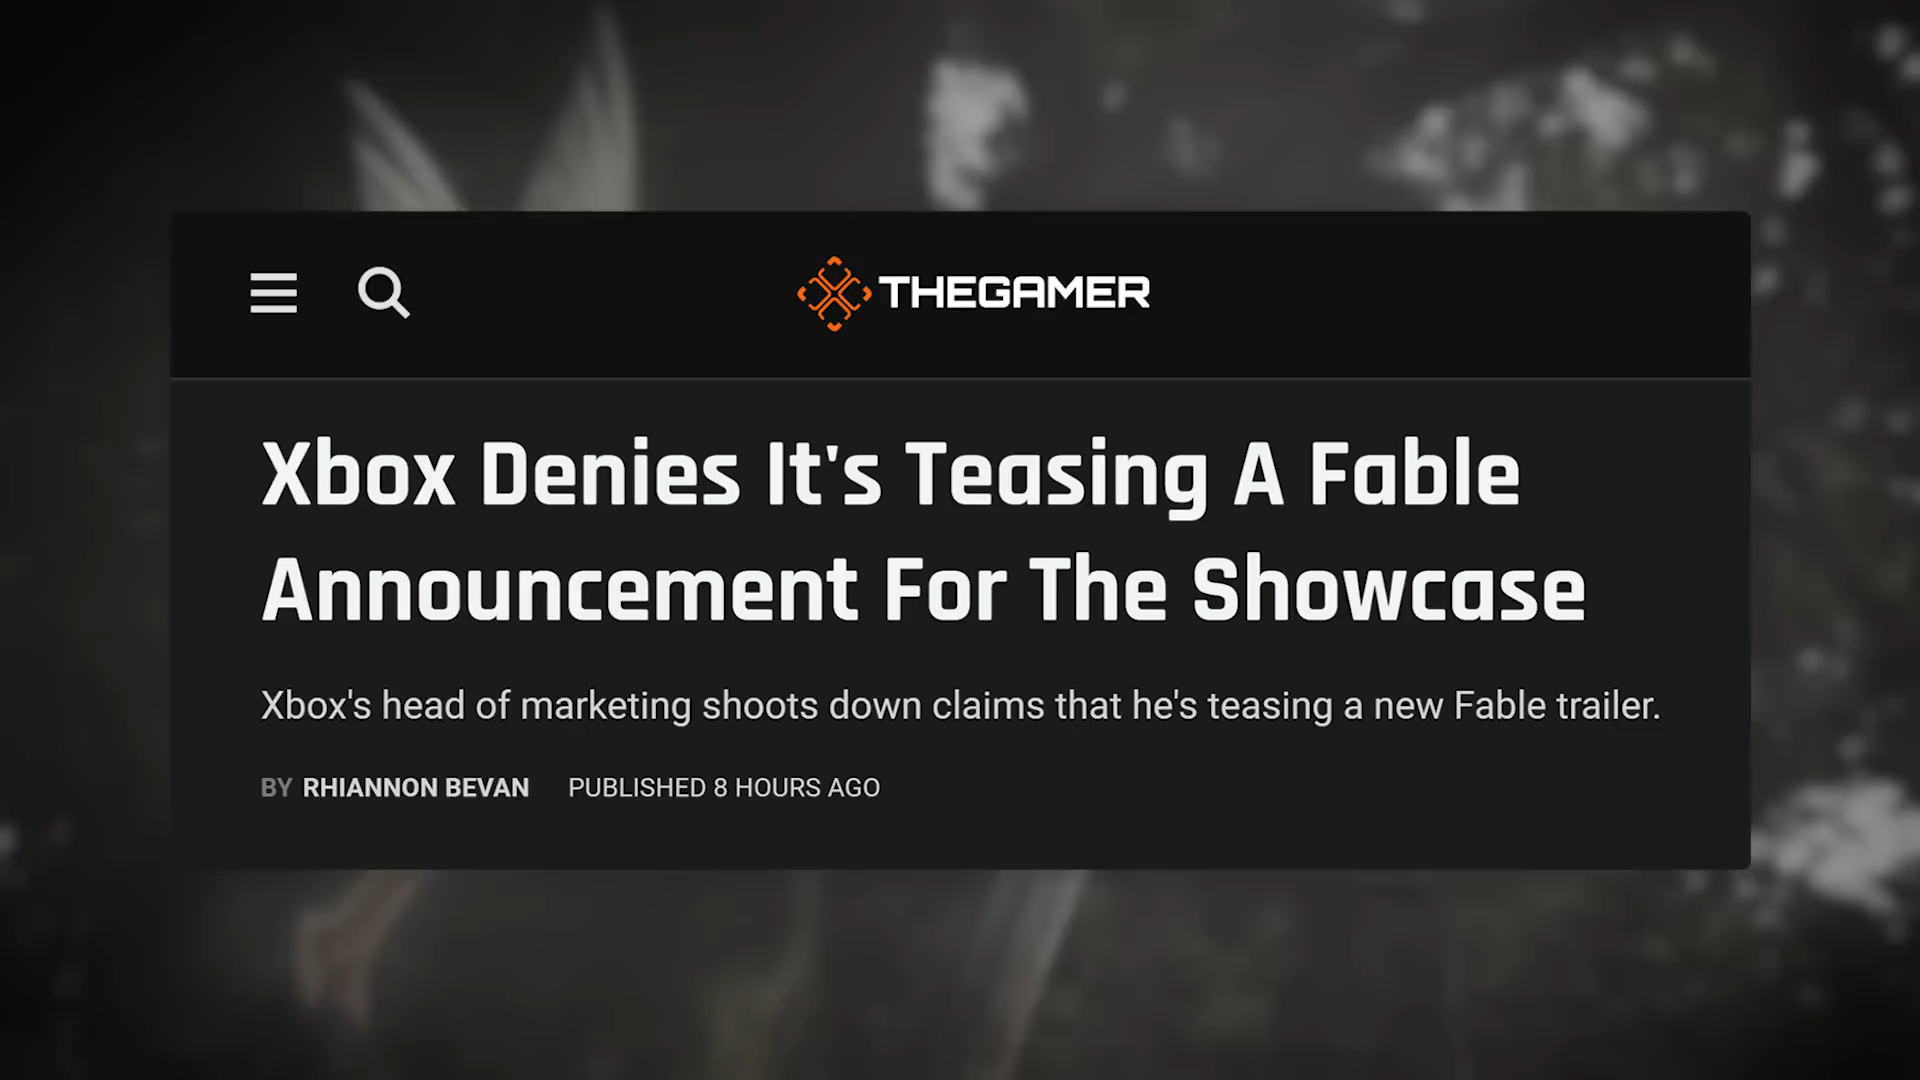 THEGAMER
Xbox Denies It's Teasing A Fable
Announcement For The Showcase
Xbox's head of marketing shoots down claims that he's teasing a new Fable trailer.
BY RHIANNON BEVAN PUBLISHED 8 HOURS AGO